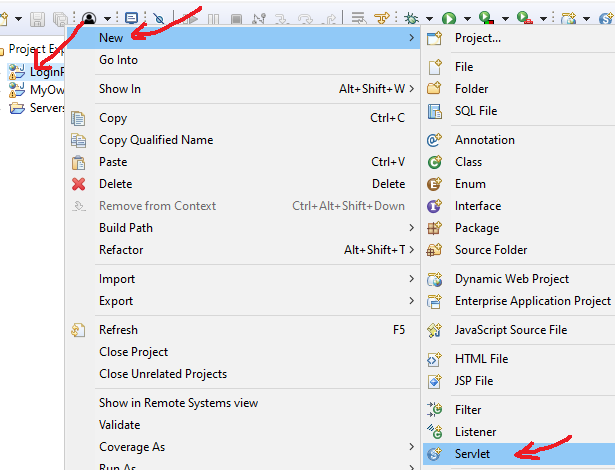 Project Exp
LoginP
MyOw
Servers
New
Go Into
Show In Alt+Shift+W
Copy Ctrl+C
Copy Qualified Name
Paste Ctrl+V
Delete Delete
Remove from Context Ctrl+Alt+Shift+Down
Build Path
Refactor Alt+Shift+T
Import
Export
Refresh F5
Close Project
Close Unrelated Projects
Show in Remote Systems view
Validate
Coverage As
Run As
Project...
File
Folder
SQL File
Annotation
Class
Enum
Interface
Package
Source Folder
Dynamic Web Project
Enterprise Application Project
JavaScript Source File
HTML File
JSP File
Filter
Listener
Servlet